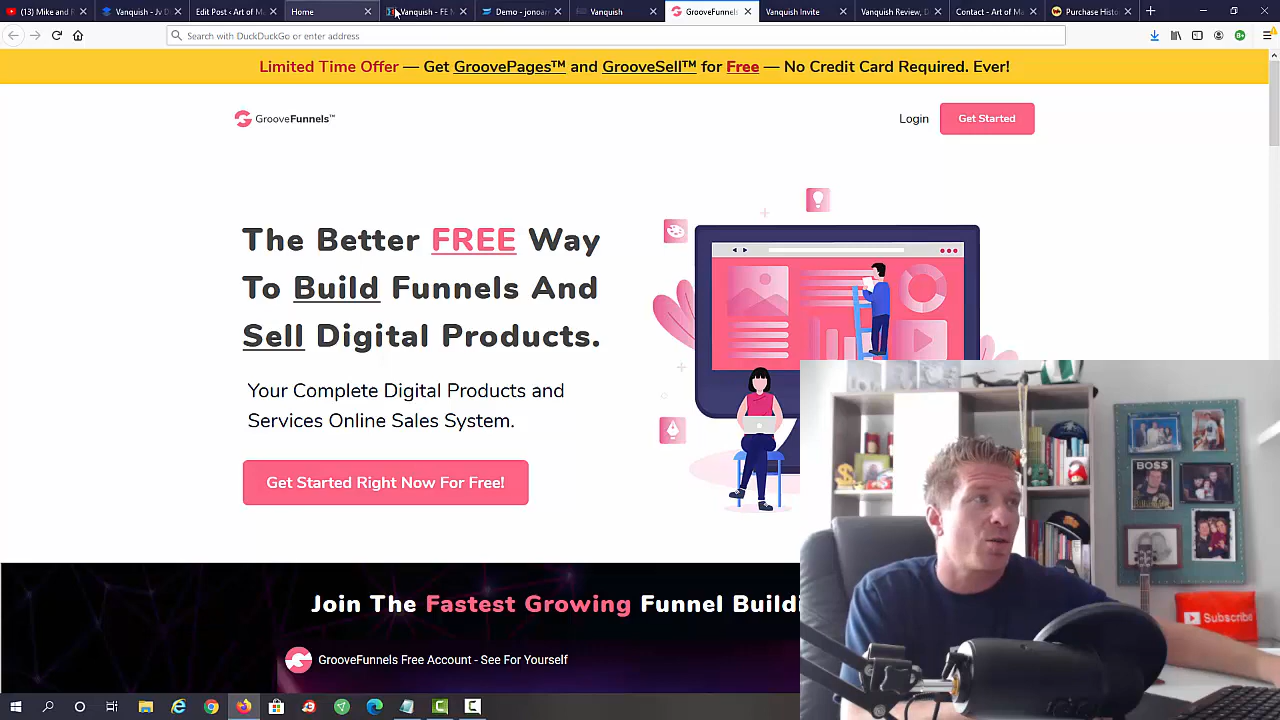 (13) Mike and F
Vanquish - Jv D
Edit Post ‹ Art of M
Home
Vanquish - FE
Demo - jonoar
Vanquish
GrooveFunnels
Vanquish Invite
Vanquish Review, D
Contact - Art of Ma
Purchase Histo
Search with DuckDuckGo or enter address
Limited Time Offer — Get GroovePages™ and GrooveSell™ for Free — No Credit Card Required. Ever!
GrooveFunnels™
Login
Get Started
The Better FREE Way
To Build Funnels And
Sell Digital Products.
Your Complete Digital Products and
Services Online Sales System.
Get Started Right Now For Free!
BOSS
Subscribe
Join The Fastest Growing Funnel Buildi
GrooveFunnels Free Account - See For Yourself